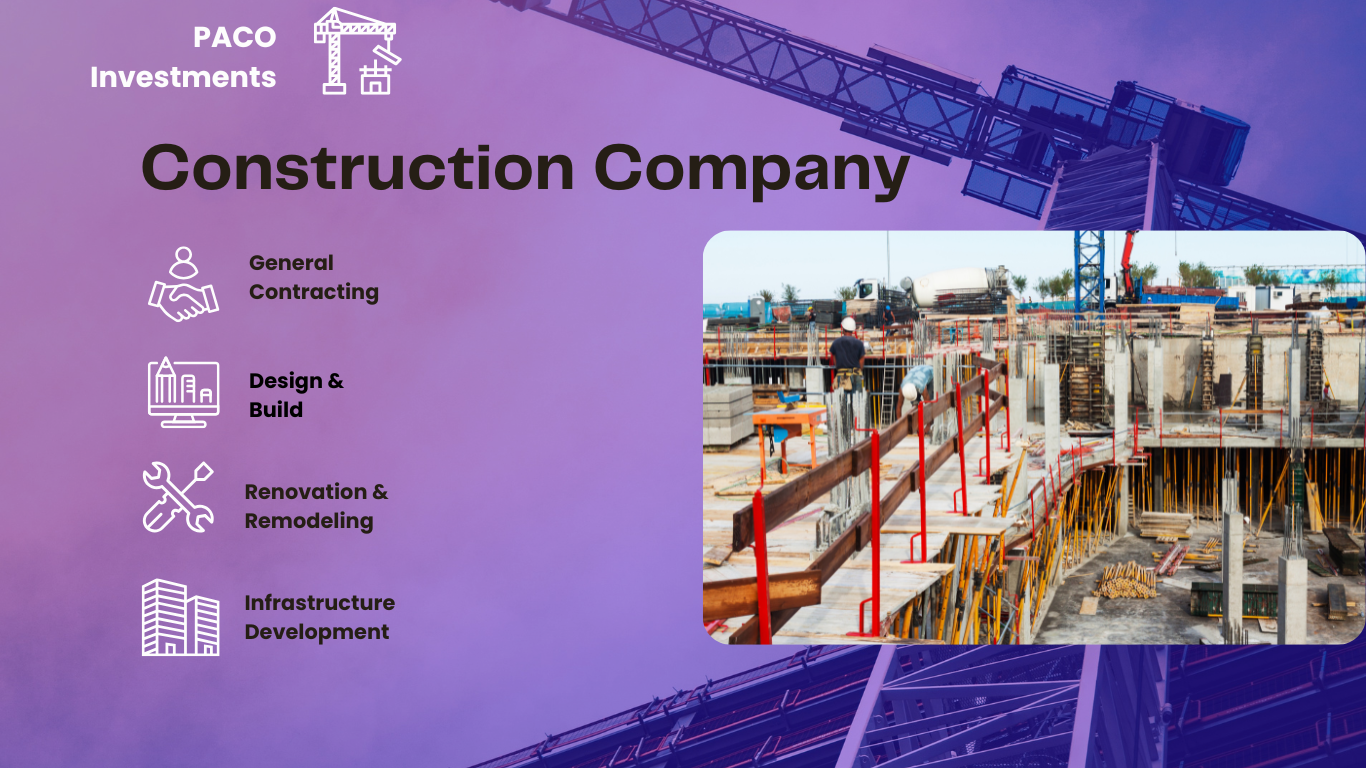 PACO
Investments
Construction Company
General
Contracting
Design &
Build
Renovation &
Remodeling
Infrastructure
Development